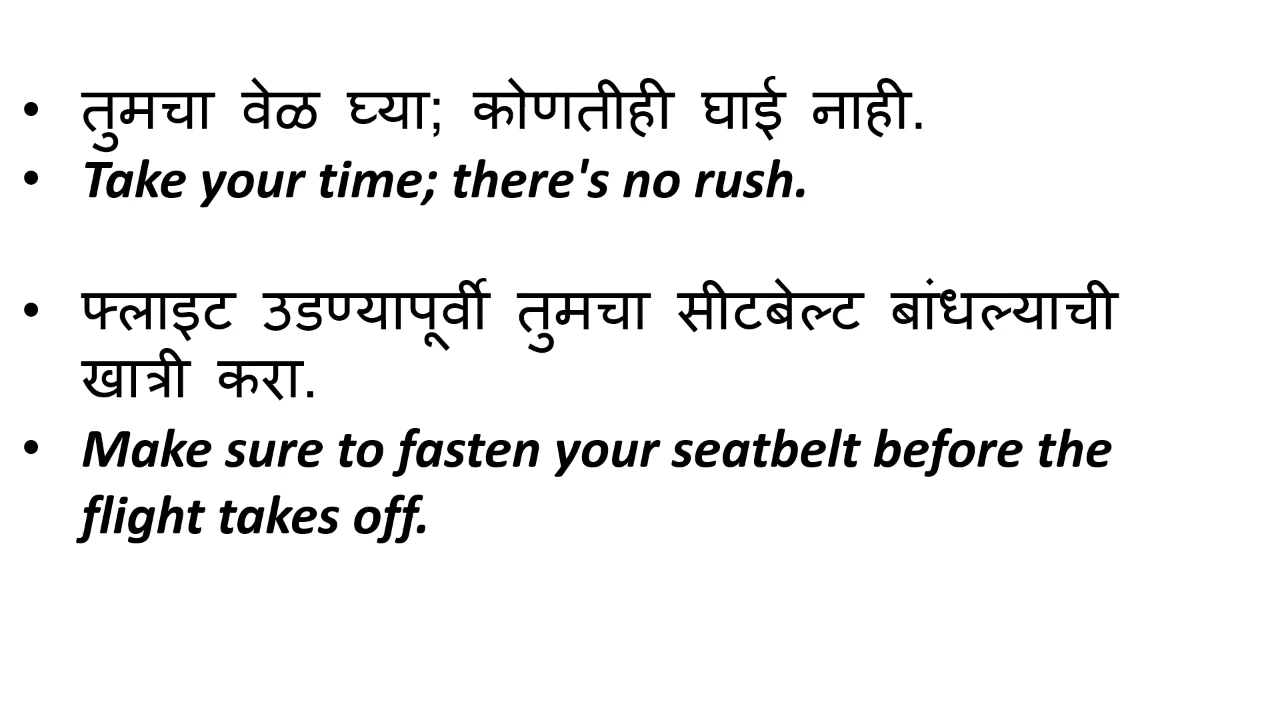 • तुमचा वेळ घ्या; कोणतीही घाई नाही.
• Take your time; there's no rush.
• फ्लाइट उडण्यापूर्वी तुमचा सीटबेल्ट बांधल्याची
खात्री करा.
• Make sure to fasten your seatbelt before the
flight takes off.